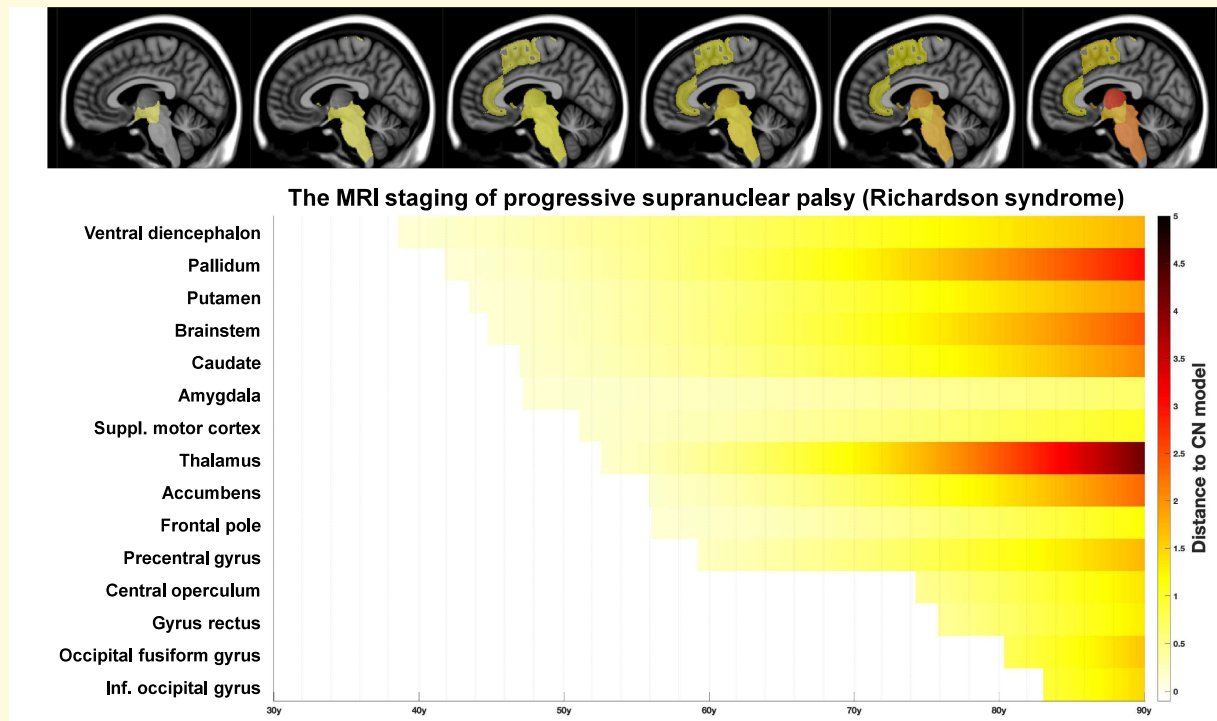 The MRI staging of progressive supranuclear palsy (Richardson syndrome)
Ventral diencephalon
Pallidum
Putamen
Brainstem
Caudate
Amygdala
Suppl. motor cortex
Thalamus
Accumbens
Frontal pole
Precentral gyrus
Central operculum
Gyrus rectus
Occipital fusiform gyrus
Inf. occipital gyrus
30y 40y 50y 60y 70y 80y 90y
5
4.5
4
3.5
3
2.5
2
1.5
1
0.5
0
Distance to CN model